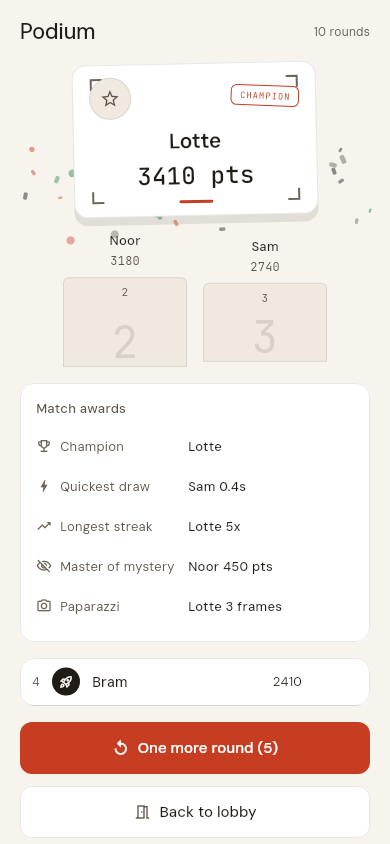 Podium
10 rounds
CHAMPION
Lotte
3410 pts
Noor
3180
2
2
Sam
2740
3
3
Match awards
Champion Lotte
Quickest draw Sam 0.4s
Longest streak Lotte 5x
Master of mystery Noor 450 pts
Paparazzi Lotte 3 frames
4 Bram 2410
One more round (5)
Back to lobby